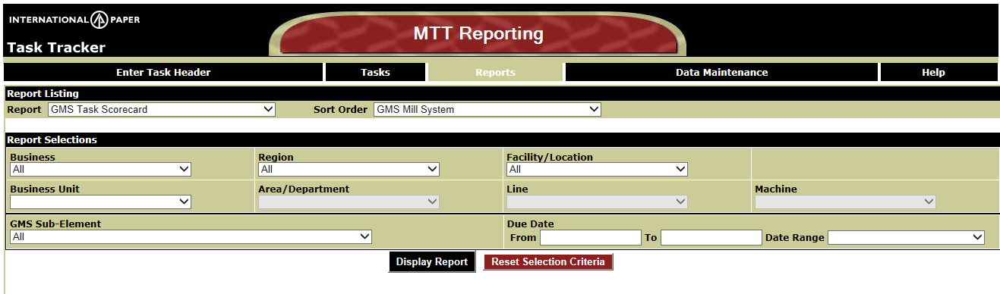 INTERNATIONAL PAPER
Task Tracker
MTT Reporting
Enter Task Header Tasks Reports Data Maintenance Help
Report Listing
Report GMS Task Scorecard Sort Order GMS Mill System
Report Selections
Business Region Facility/Location
All All All
Business Unit Area/Department Line Machine
GMS Sub-Element Due Date
All From To Date Range
Display Report Reset Selection Criteria